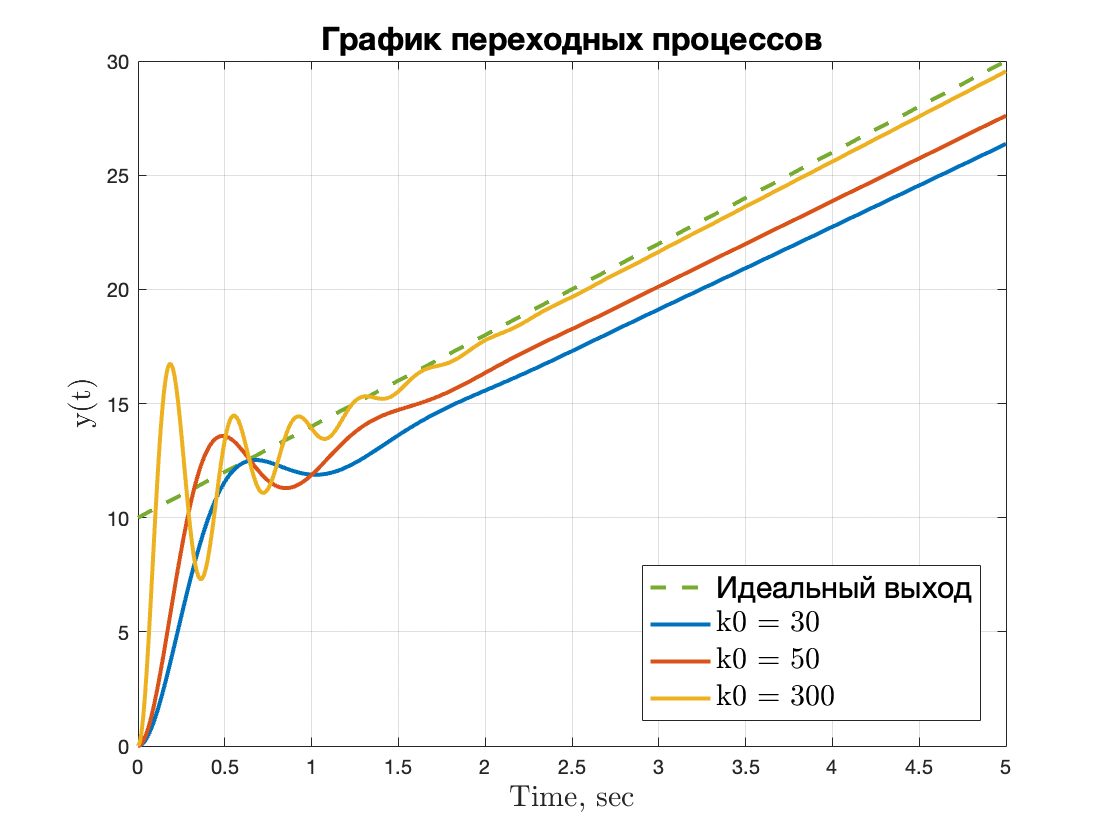 График переходных процессов
30
25
20
15
10
5
0
y(t)
Идеальный выход
k0 = 30
k0 = 50
k0 = 300
0 0.5 1 1.5 2 2.5 3 3.5 4 4.5 5
Time, sec